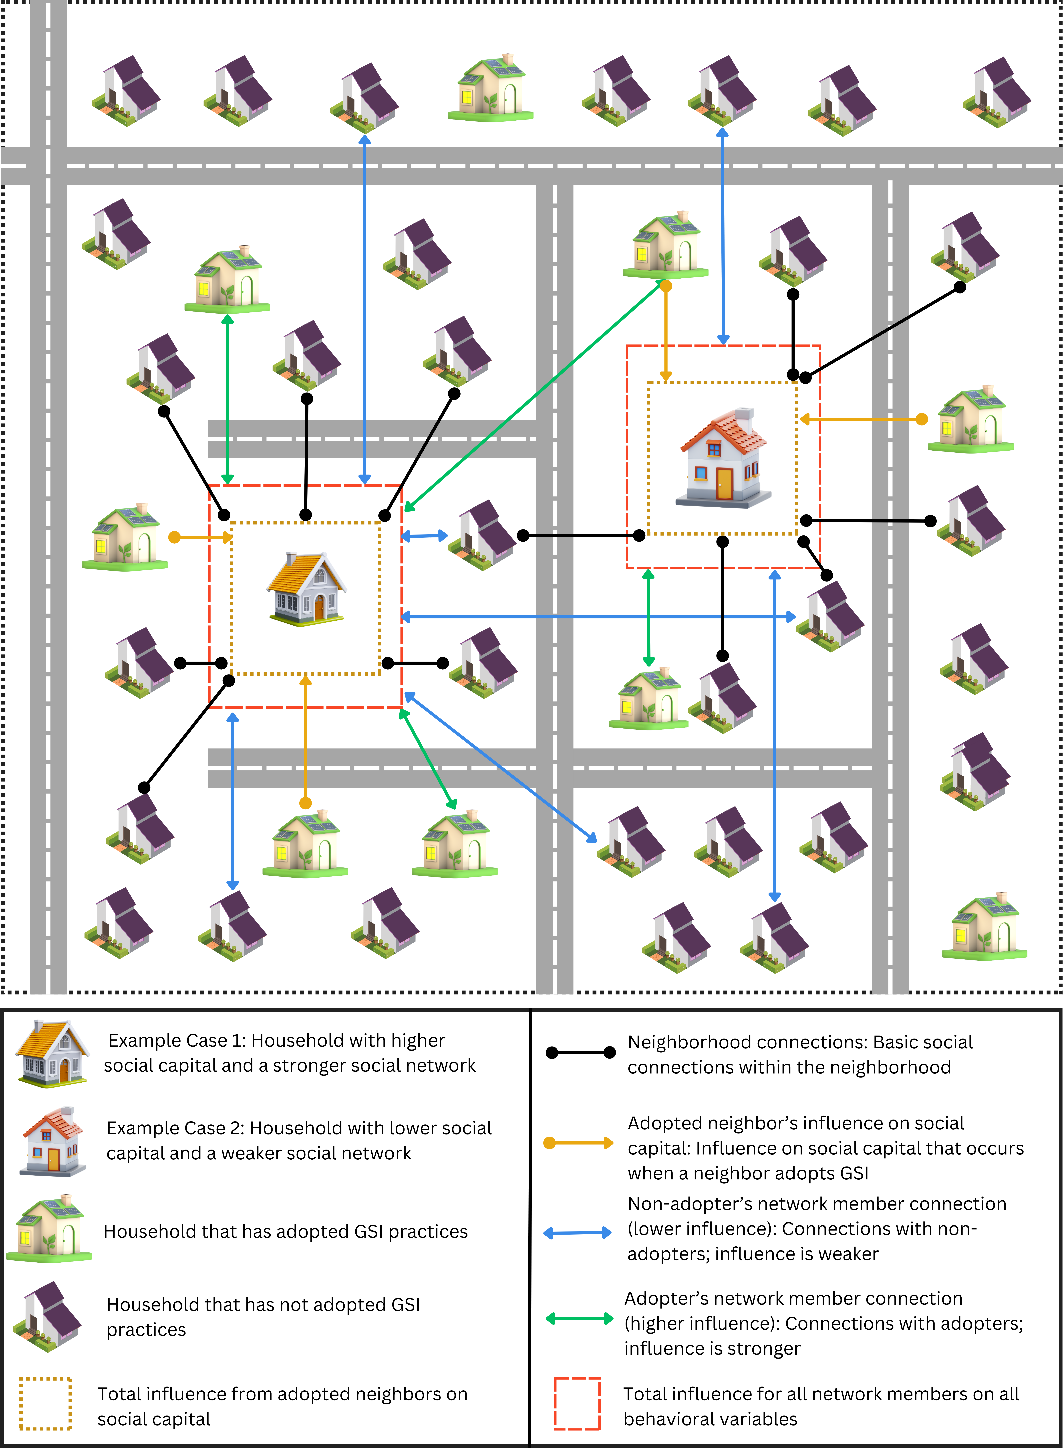 Example Case 1: Household with higher
social capital and a stronger social network
Example Case 2: Household with lower social
capital and a weaker social network
Household that has adopted GSI practices
Household that has not adopted GSI
practices
Total influence from adopted neighbors on
social capital
Neighborhood connections: Basic social
connections within the neighborhood
Adopted neighbor’s influence on social
capital: Influence on social capital that occurs
when a neighbor adopts GSI
Non-adopter’s network member connection
(lower influence): Connections with non-
adopters; influence is weaker
Adopter’s network member connection
(higher influence): Connections with adopters;
influence is stronger
Total influence for all network members on all
behavioral variables